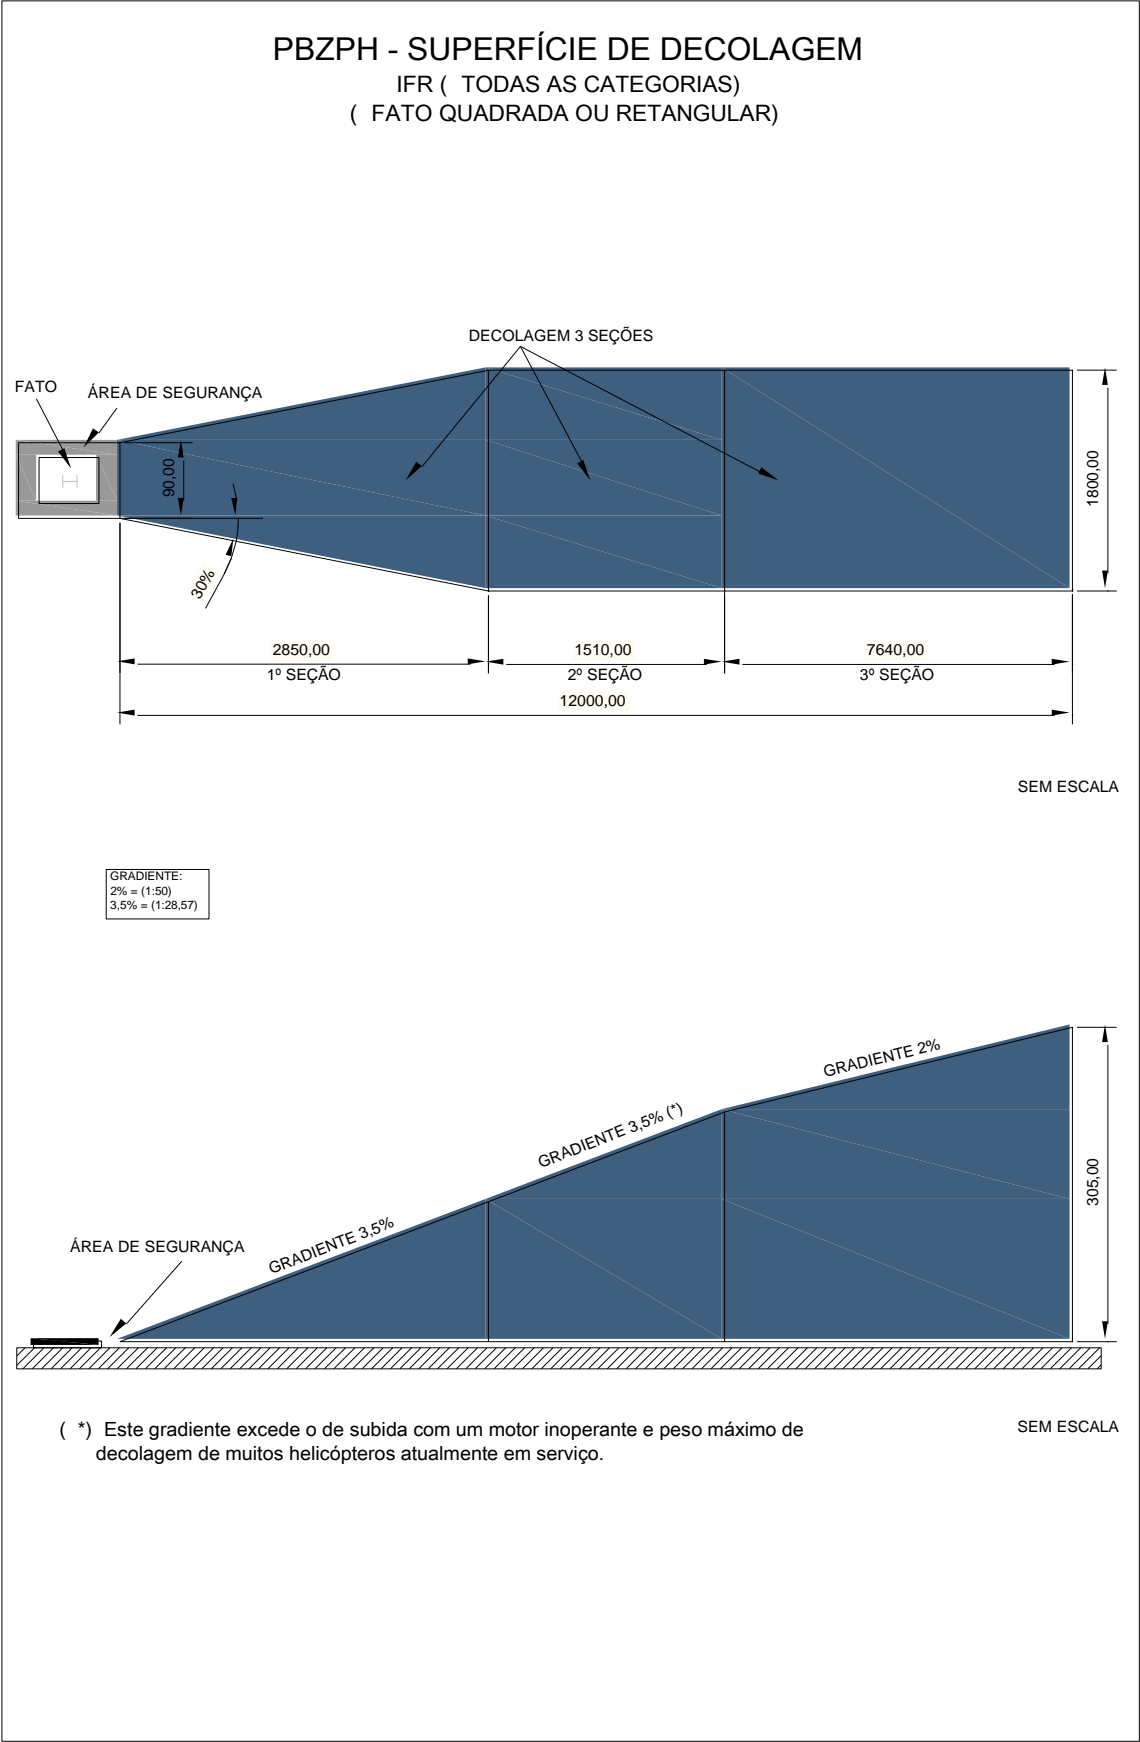 PBZPH - SUPERFÍCIE DE DECOLAGEM
IFR ( TODAS AS CATEGORIAS)
( FATO QUADRADA OU RETANGULAR)
DECOLAGEM 3 SEÇÕES
FATO
ÁREA DE SEGURANÇA
90,00
1800,00
30%
2850,00
1510,00
7640,00
1º SEÇÃO
2º SEÇÃO
3º SEÇÃO
12000,00
SEM ESCALA
GRADIENTE:
2% = (1:50)
3,5% = (1:28,57)
GRADIENTE 2%
GRADIENTE 3,5% (*)
GRADIENTE 3,5%
305,00
ÁREA DE SEGURANÇA
( *) Este gradiente excede o de subida com um motor inoperante e peso máximo de
decolagem de muitos helicópteros atualmente em serviço.
SEM ESCALA